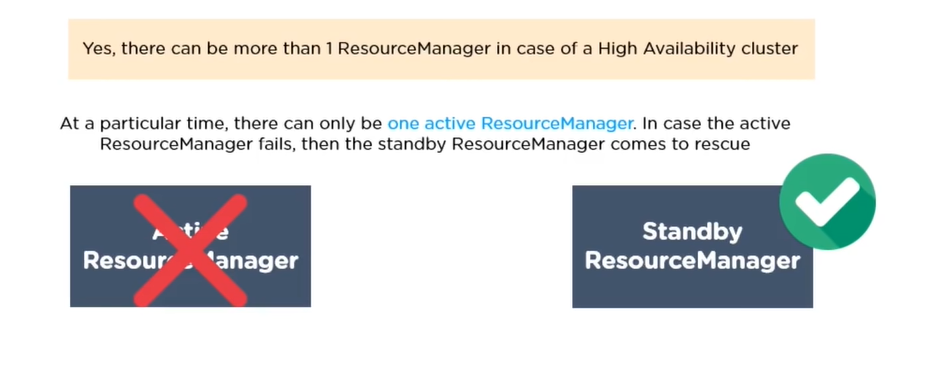 Yes, there can be more than 1 ResourceManager in case of a High Availability cluster
At a particular time, there can only be one active ResourceManager. In case the active
ResourceManager fails, then the standby ResourceManager comes to rescue
Active
ResourceManager
Standby
ResourceManager